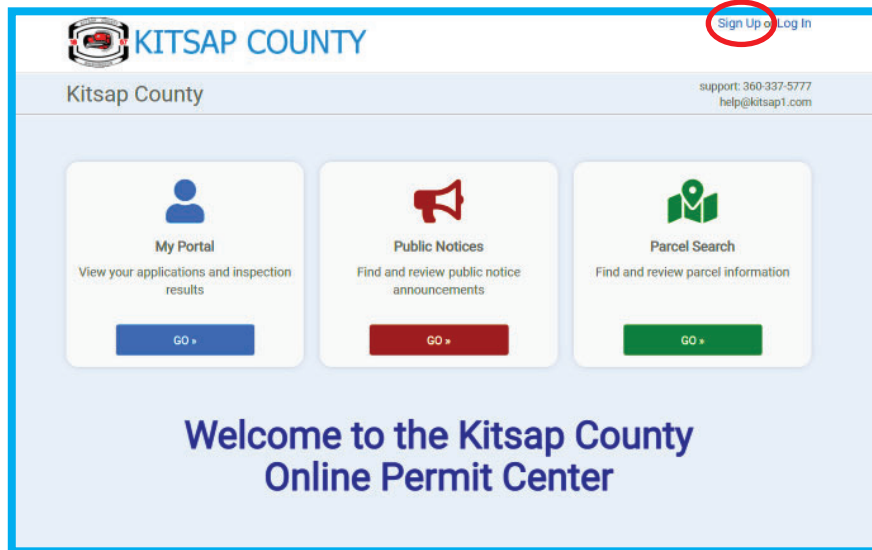 Sign Up or Log In
KITSAP COUNTY
Kitsap County
support: 360-337-5777
help@kitsap1.com
My Portal
View your applications and inspection
results
GO »
Public Notices
Find and review public notice
announcements
GO »
Parcel Search
Find and review parcel information
GO »
Welcome to the Kitsap County
Online Permit Center